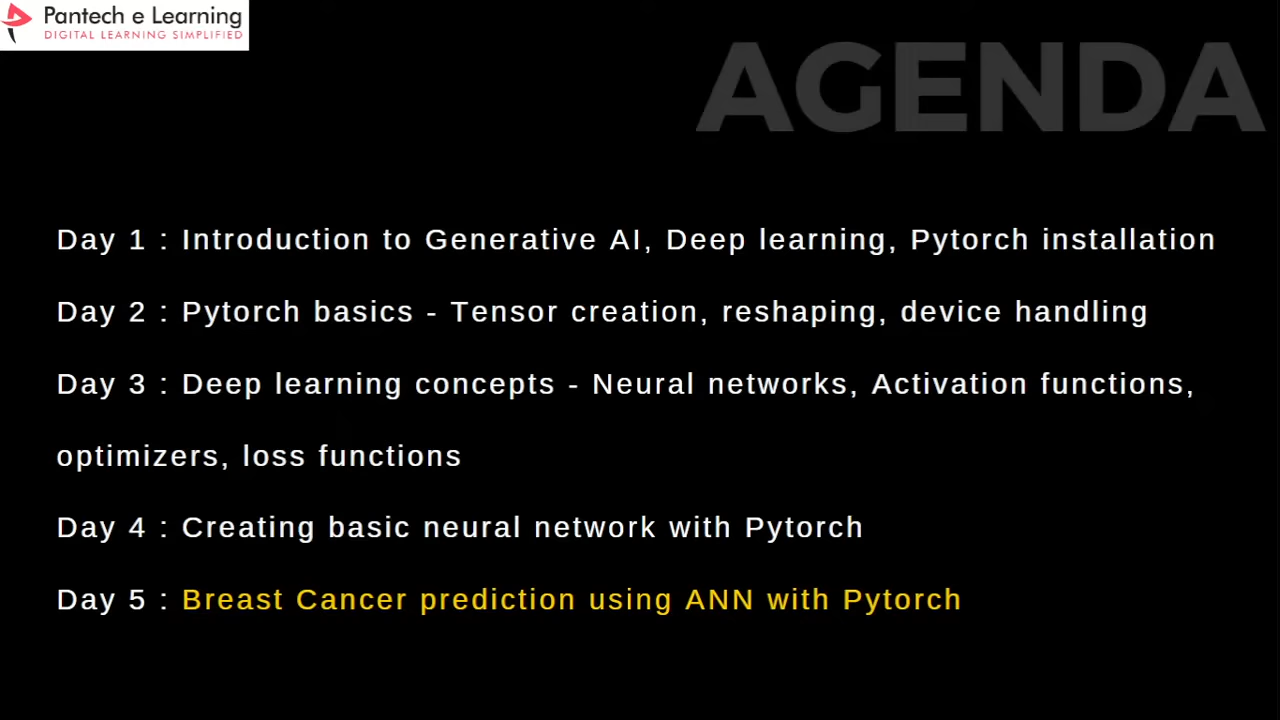 Pantech e Learning
DIGITAL LEARNING SIMPLIFIED
AGENDA
Day 1 : Introduction to Generative AI, Deep learning, Pytorch installation
Day 2 : Pytorch basics - Tensor creation, reshaping, device handling
Day 3 : Deep learning concepts - Neural networks, Activation functions,
optimizers, loss functions
Day 4 : Creating basic neural network with Pytorch
Day 5 : Breast Cancer prediction using ANN with Pytorch